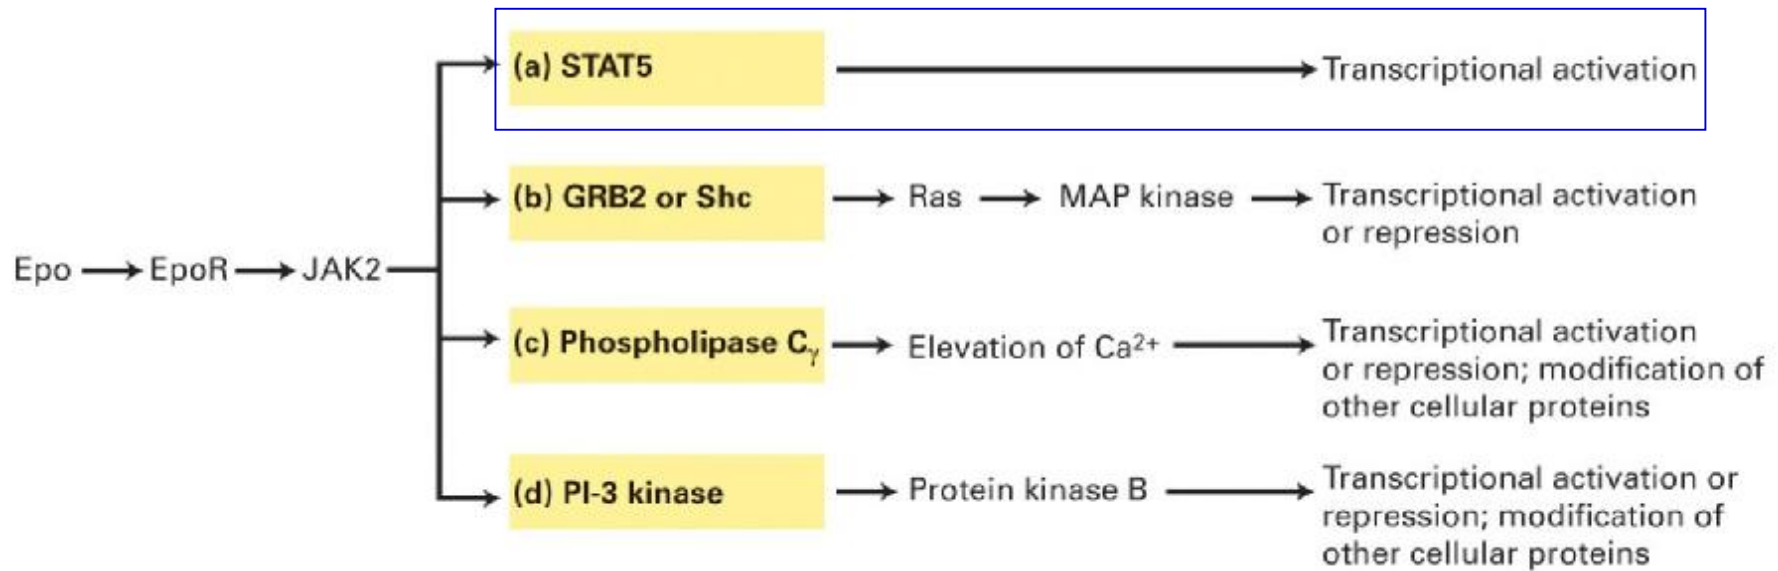 (a) STAT5
Transcriptional activation
(b) GRB2 or Shc
Ras
MAP kinase
Transcriptional activation
or repression
Epo
EpoR
JAK2
(c) Phospholipase Cγ
Elevation of Ca²⁺
Transcriptional activation
or repression; modification of
other cellular proteins
(d) PI-3 kinase
Protein kinase B
Transcriptional activation or
repression; modification of
other cellular proteins